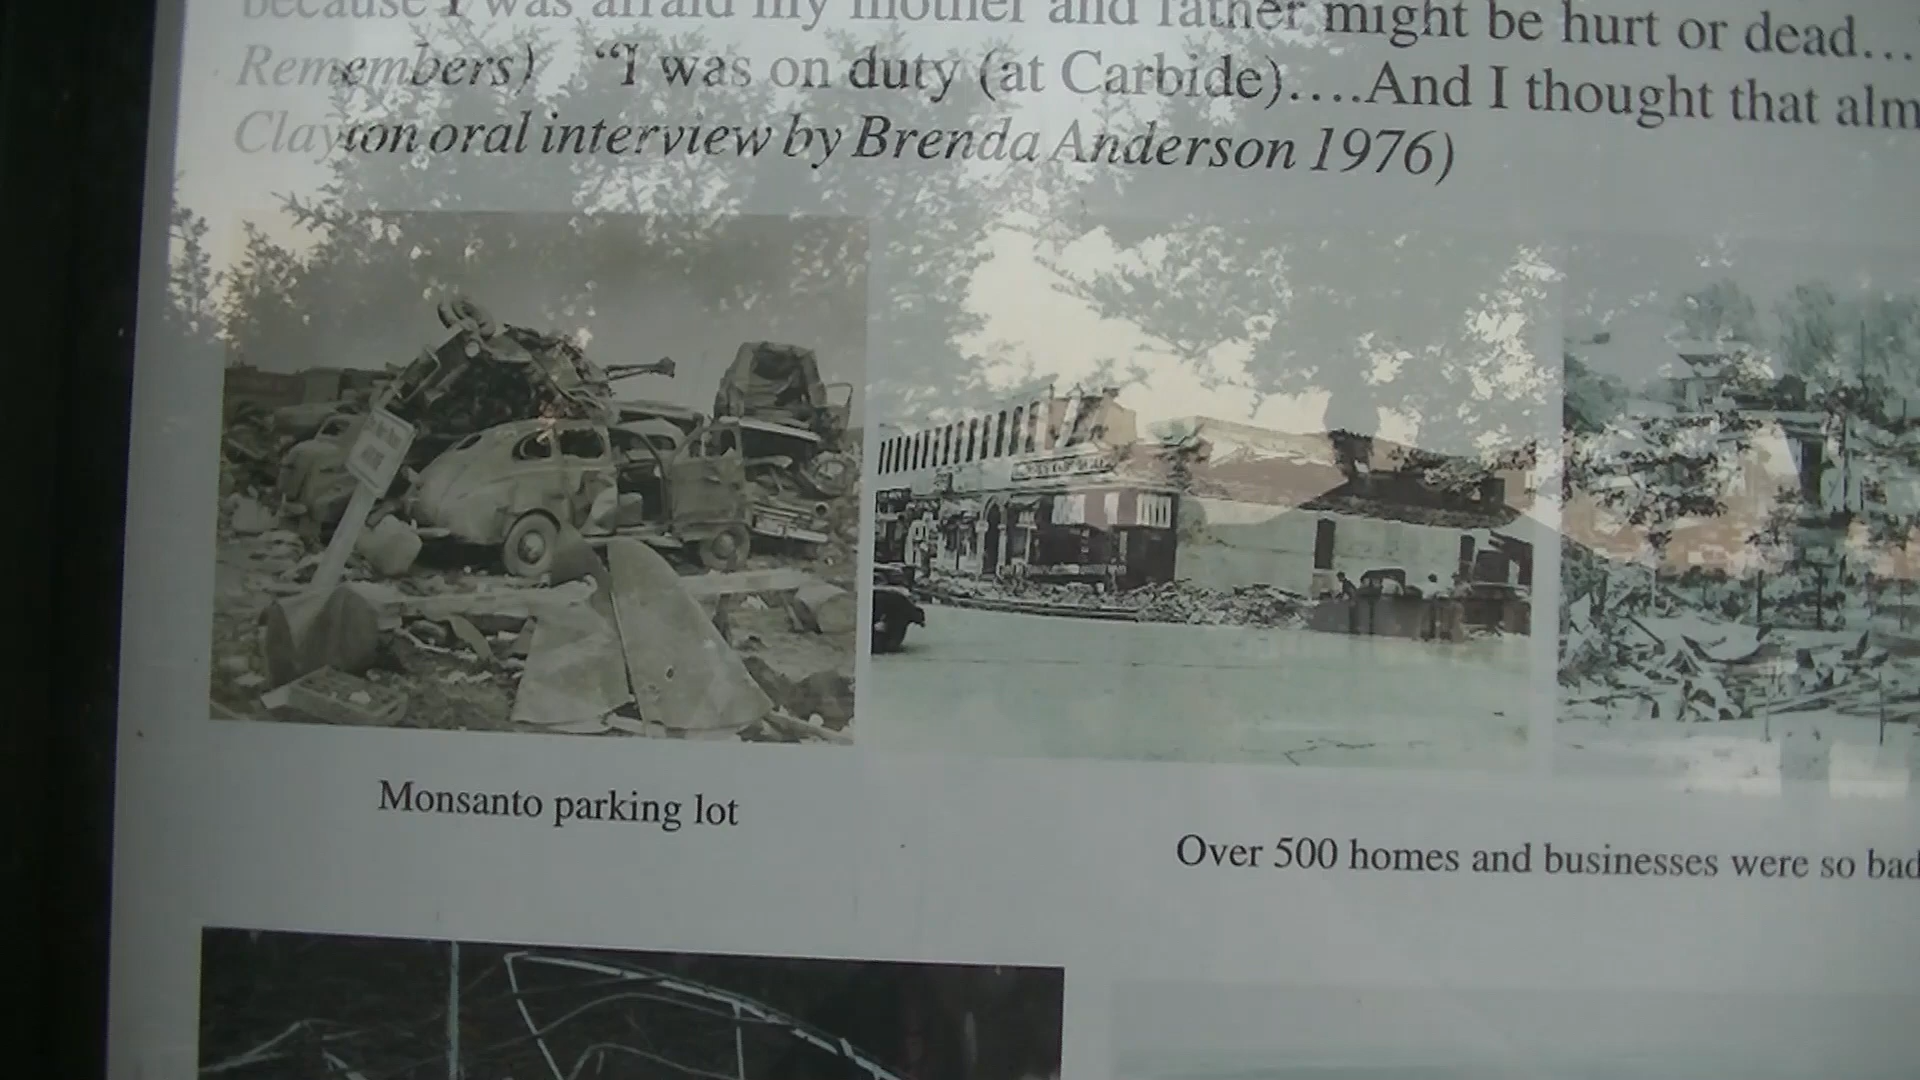 because I was afraid my mother and father might be hurt or dead...
Remembers) "I was on duty (at Carbide)....And I thought that alm
Clayton oral interview by Brenda Anderson 1976)
Monsanto parking lot
Over 500 homes and businesses were so bad